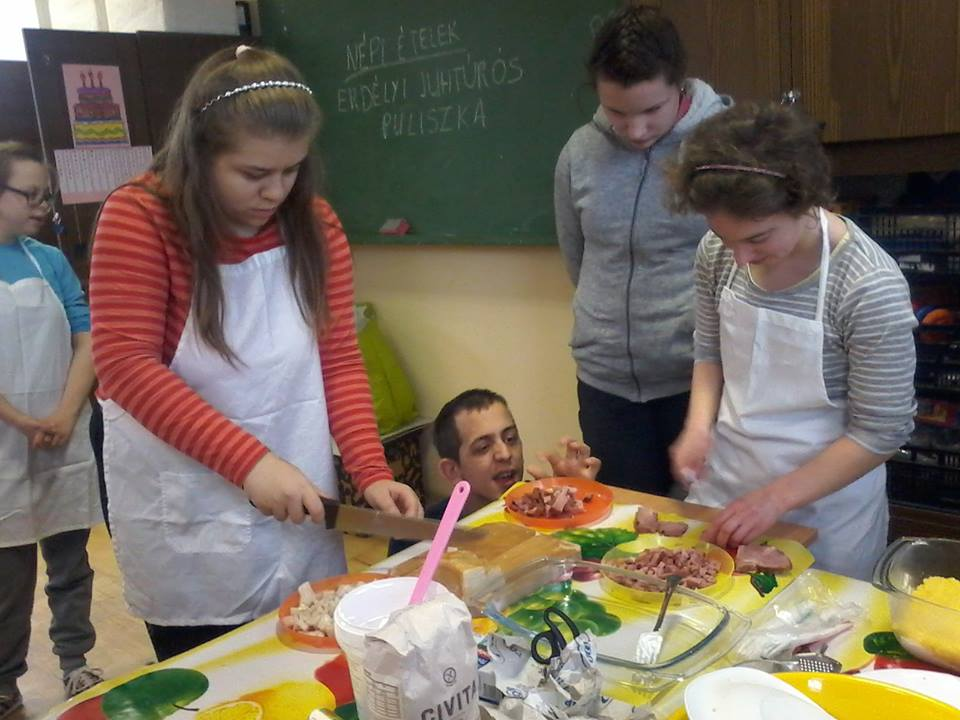 NÉPI ÉTELEK
ERDÉLYI JUHTÚRÓS
PULISZKA
CIVITA